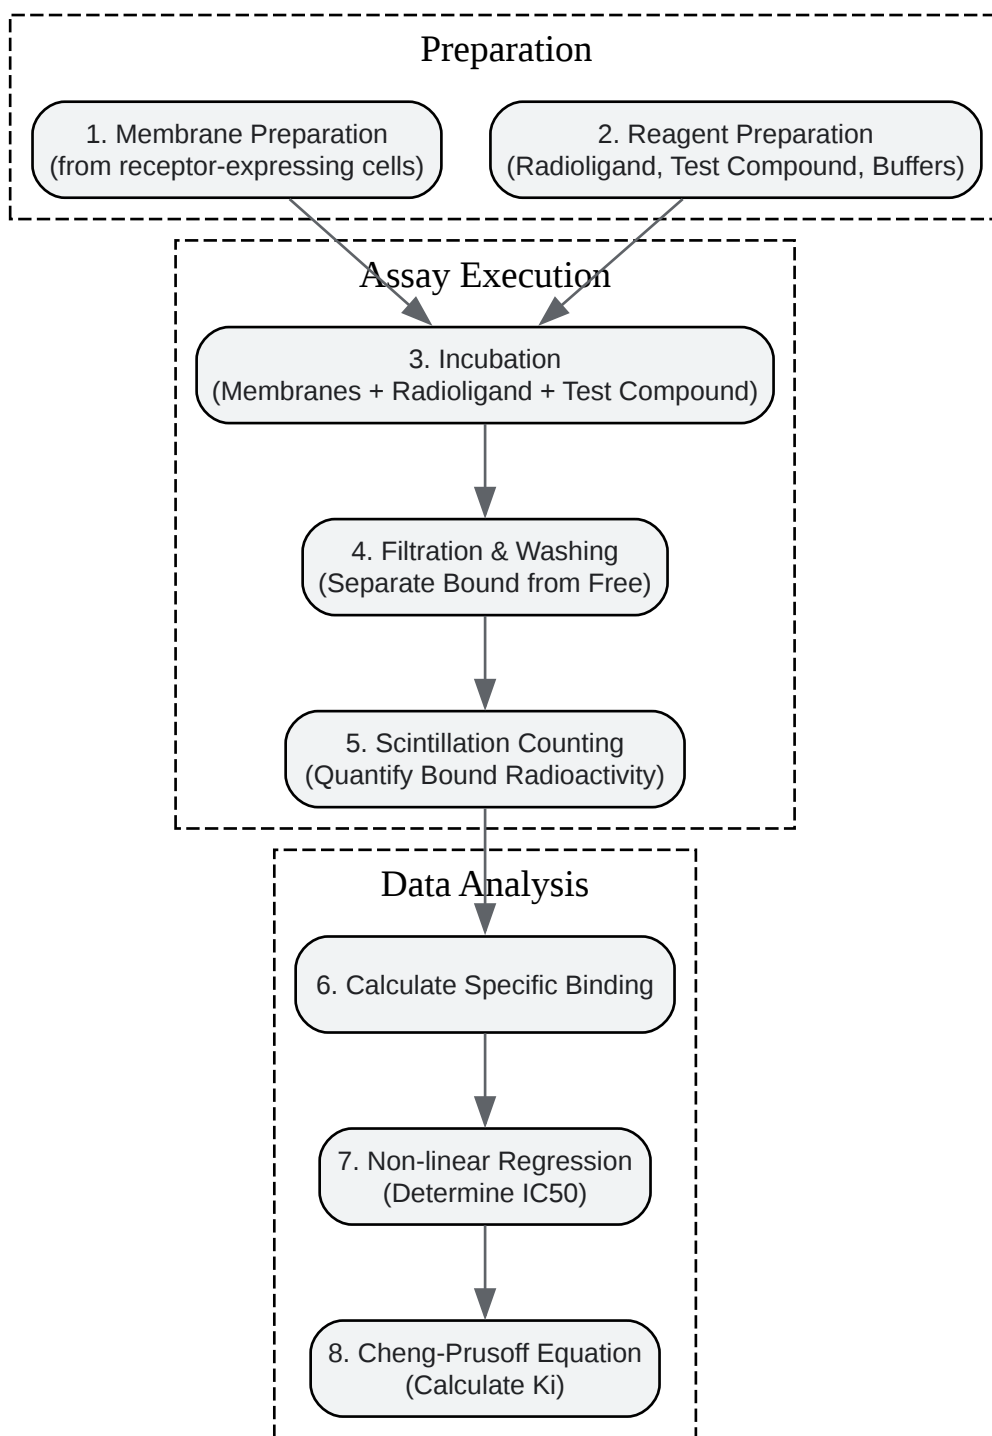 Preparation
1. Membrane Preparation
(from receptor-expressing cells)
2. Reagent Preparation
(Radioligand, Test Compound, Buffers)
Assay Execution
3. Incubation
(Membranes + Radioligand + Test Compound)
4. Filtration & Washing
(Separate Bound from Free)
5. Scintillation Counting
(Quantify Bound Radioactivity)
Data Analysis
6. Calculate Specific Binding
7. Non-linear Regression
(Determine IC50)
8. Cheng-Prusoff Equation
(Calculate Ki)